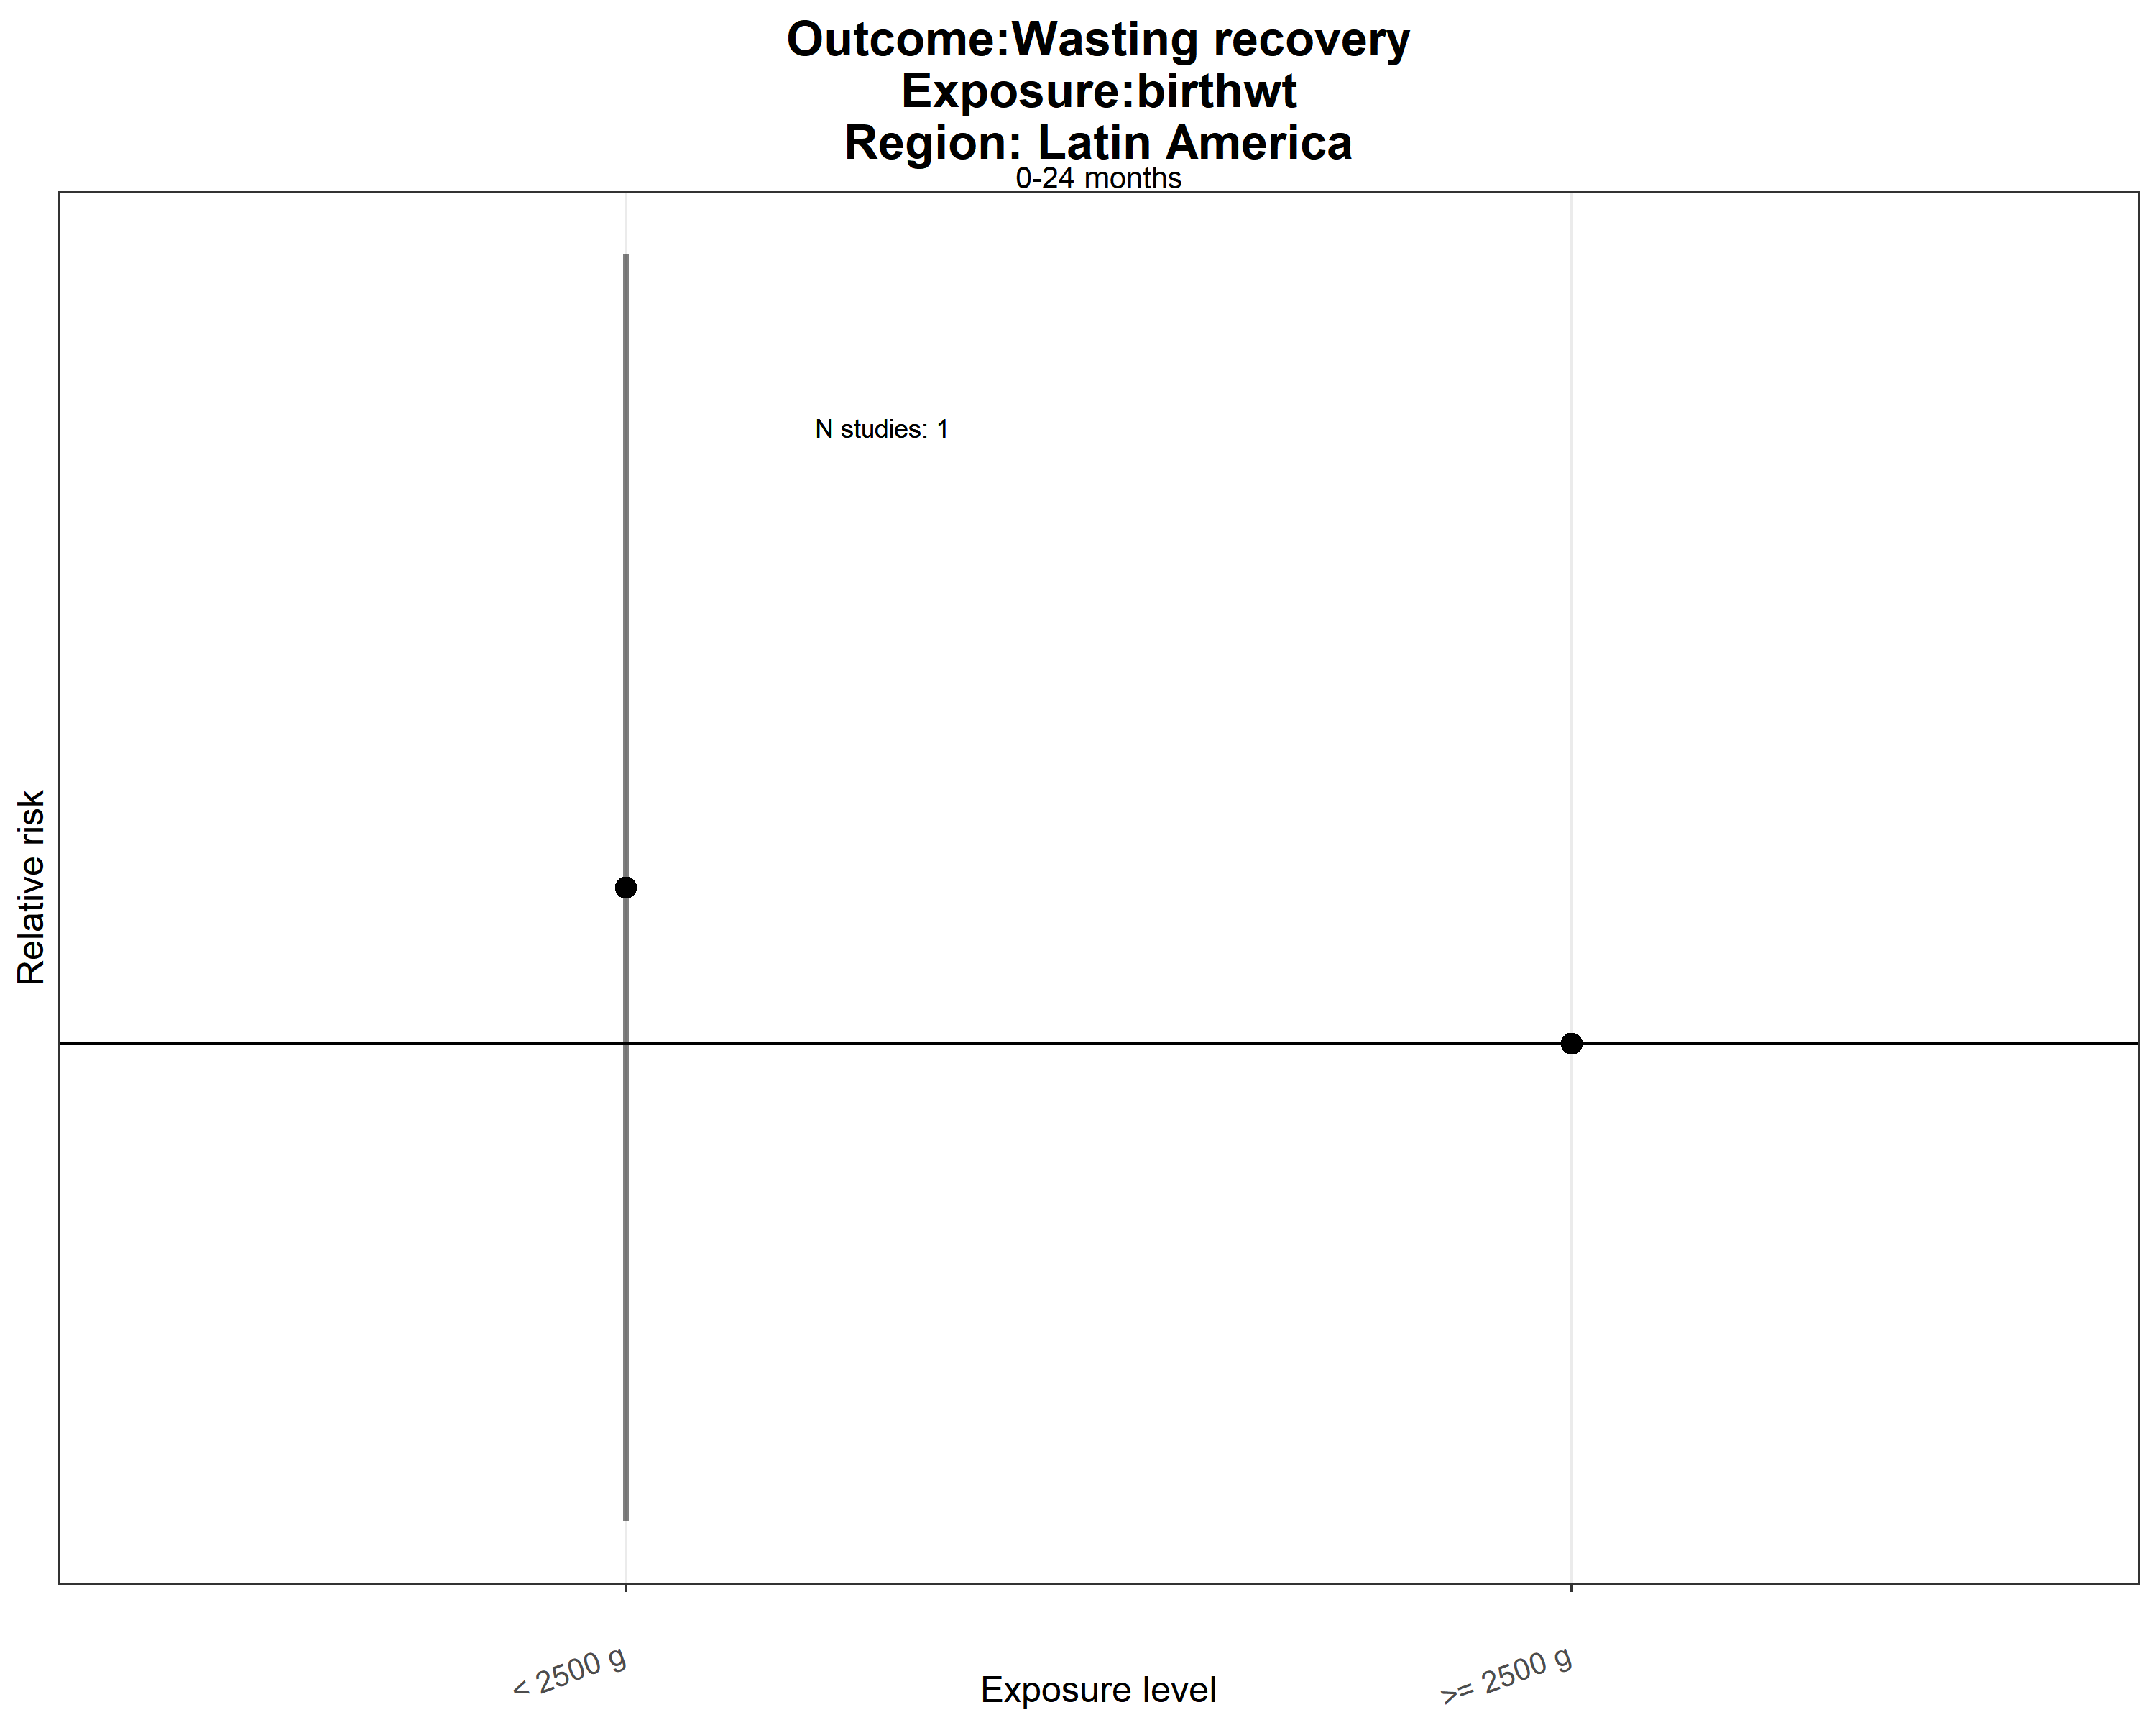 Outcome:Wasting recovery
Exposure:birthwt
Region: Latin America
0-24 months
N studies: 1
Relative risk
< 2500 g
>= 2500 g
Exposure level